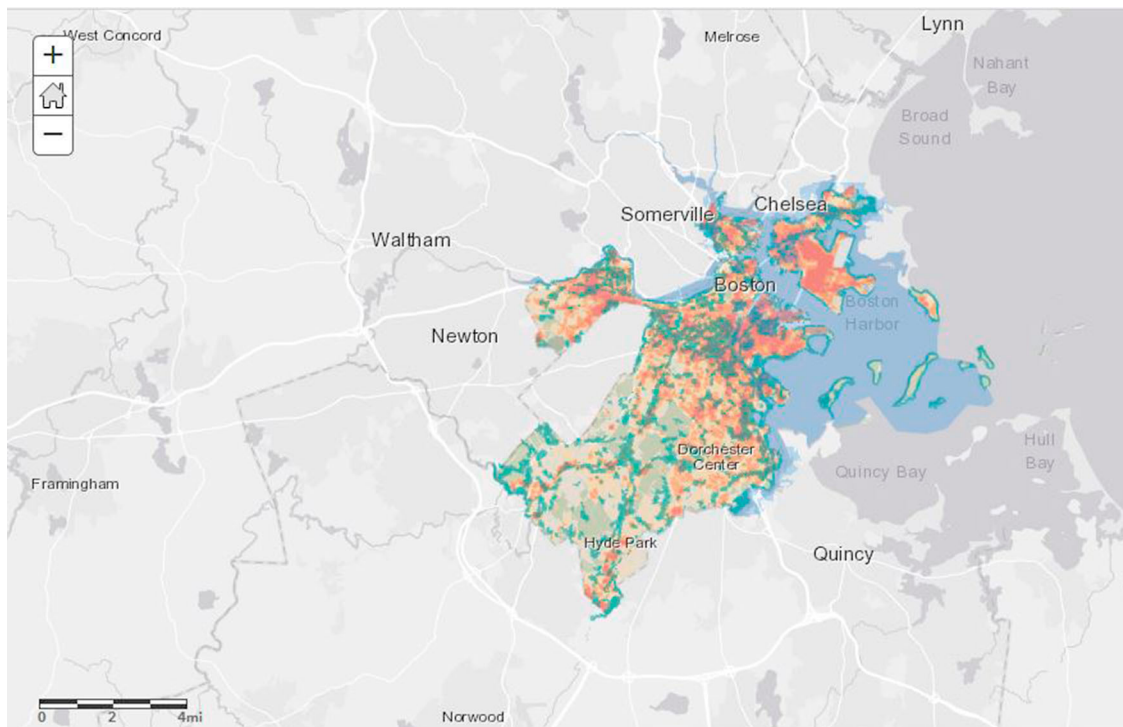 Lynn
West Concord
Melrose
+
−
Nahant
Bay
Broad
Sound
Chelsea
Somerville
Waltham
Boston
Boston
Harbor
Newton
Dorchester
Center
Hull
Bay
Quincy Bay
Framingham
Hyde Park
Quincy
0 2 4mi
Norwood